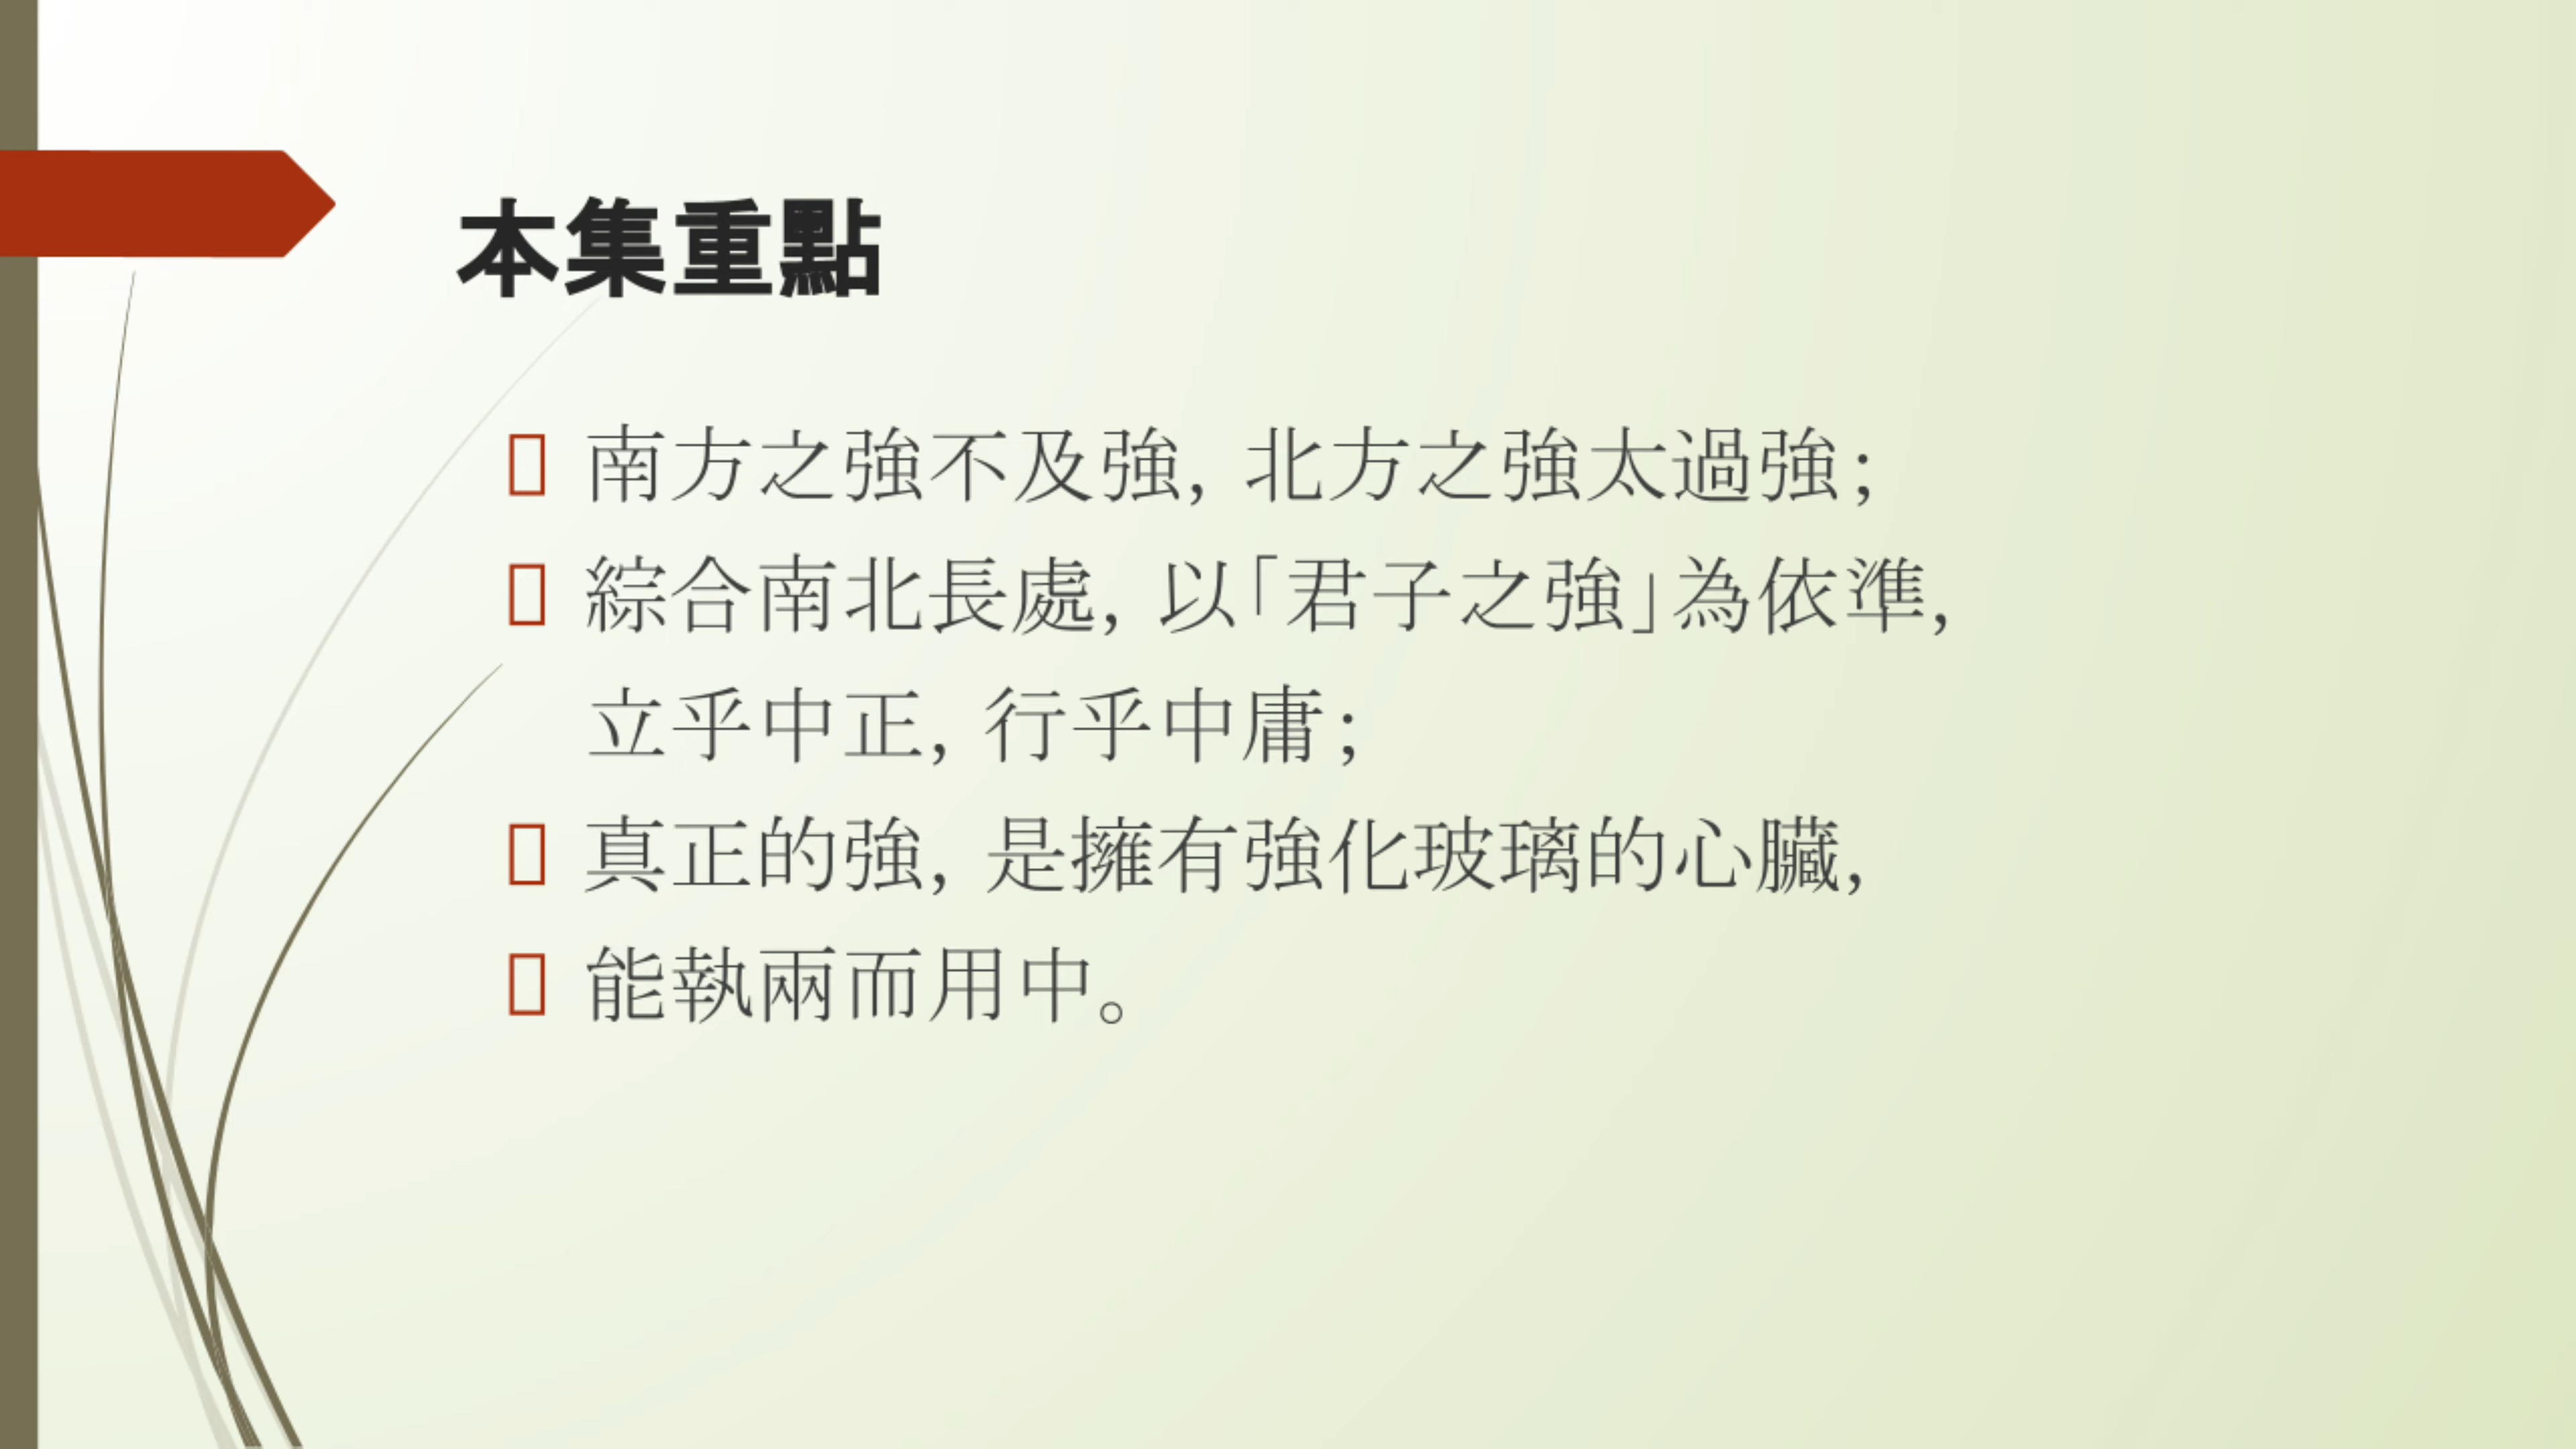 本集重點
南方之強不及強，北方之強太過強；
綜合南北長處，以「君子之強」為依準，
立乎中正，行乎中庸；
真正的強，是擁有強化玻璃的心臟，
能執兩而用中。